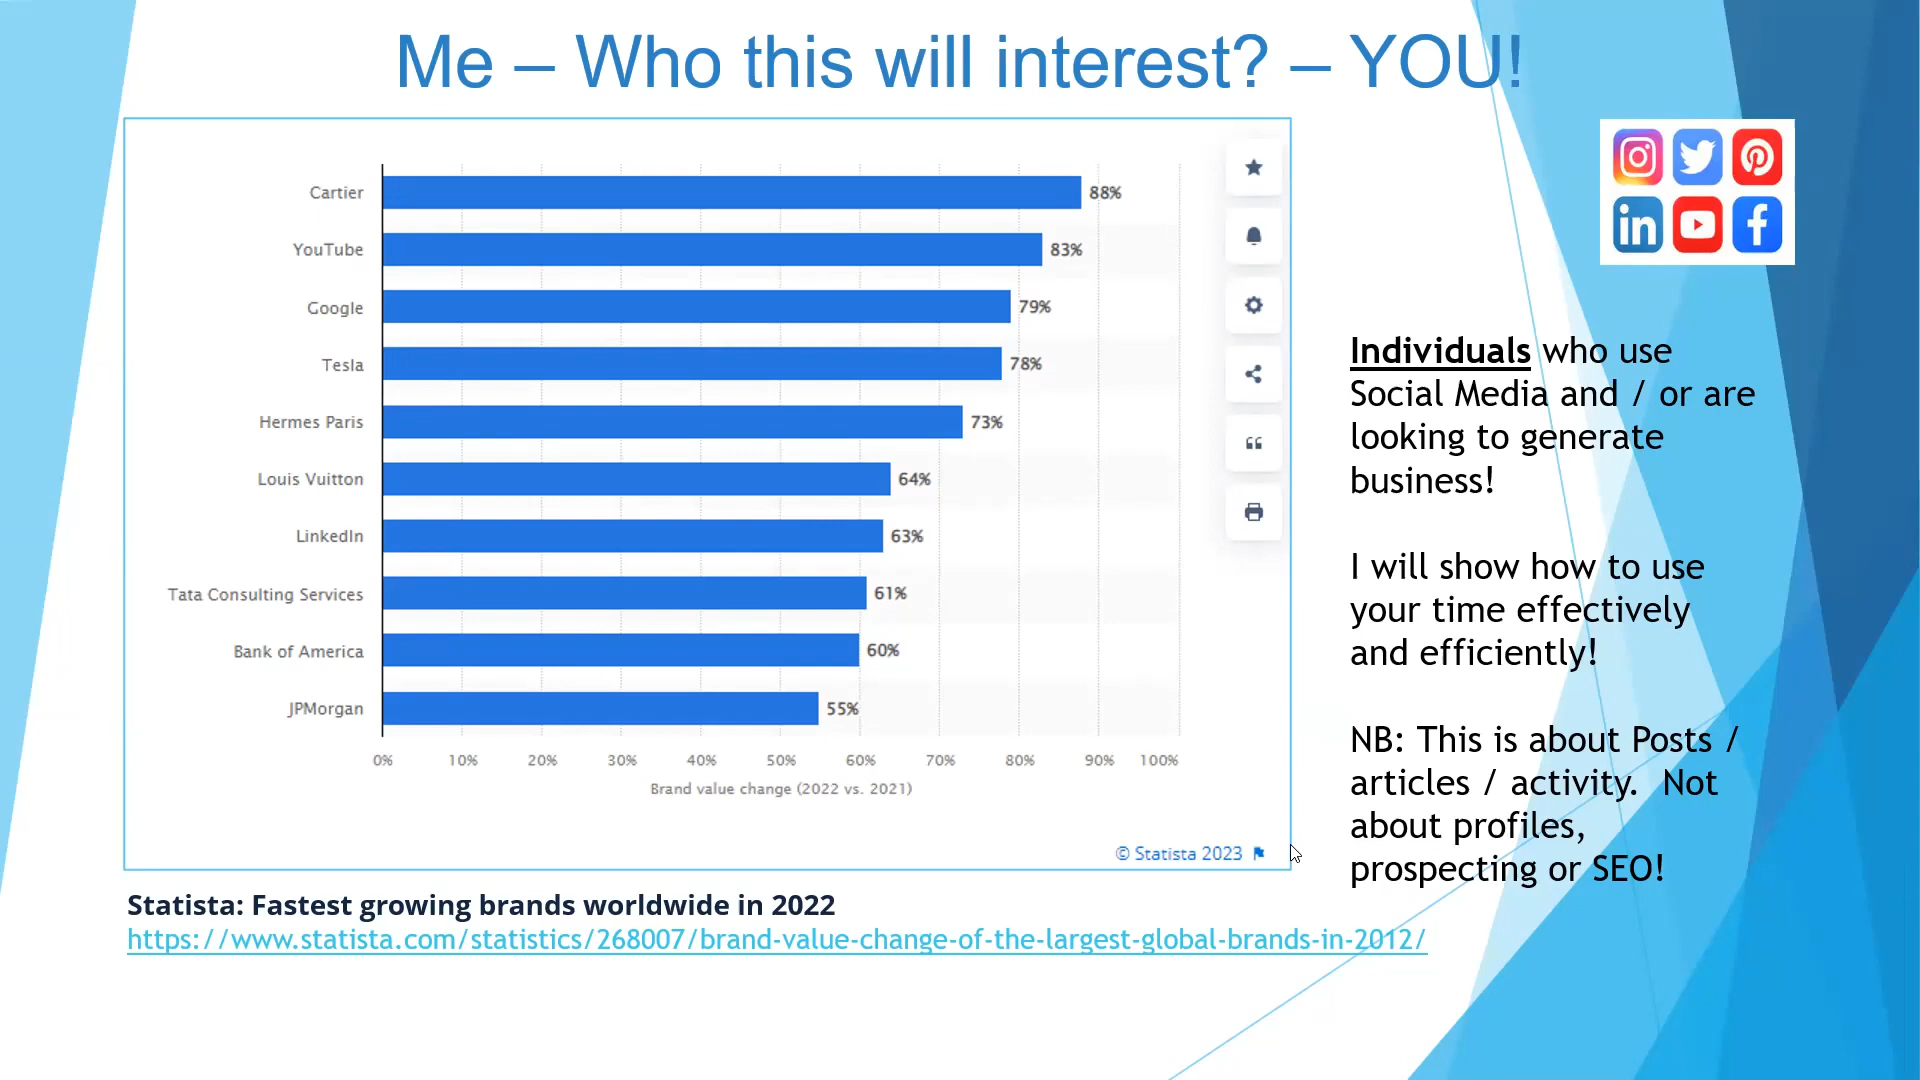 Me – Who this will interest? – YOU!
Cartier 88%
YouTube 83%
Google 79%
Tesla 78%
Hermes Paris 73%
Louis Vuitton 64%
LinkedIn 63%
Tata Consulting Services 61%
Bank of America 60%
JPMorgan 55%
0% 10% 20% 30% 40% 50% 60% 70% 80% 90% 100%
Brand value change (2022 vs. 2021)
© Statista 2023
Statista: Fastest growing brands worldwide in 2022
https://www.statista.com/statistics/268007/brand-value-change-of-the-largest-global-brands-in-2012/
in
f
Individuals who use
Social Media and / or are
looking to generate
business!
I will show how to use
your time effectively
and efficiently!
NB: This is about Posts /
articles / activity.  Not
about profiles,
prospecting or SEO!